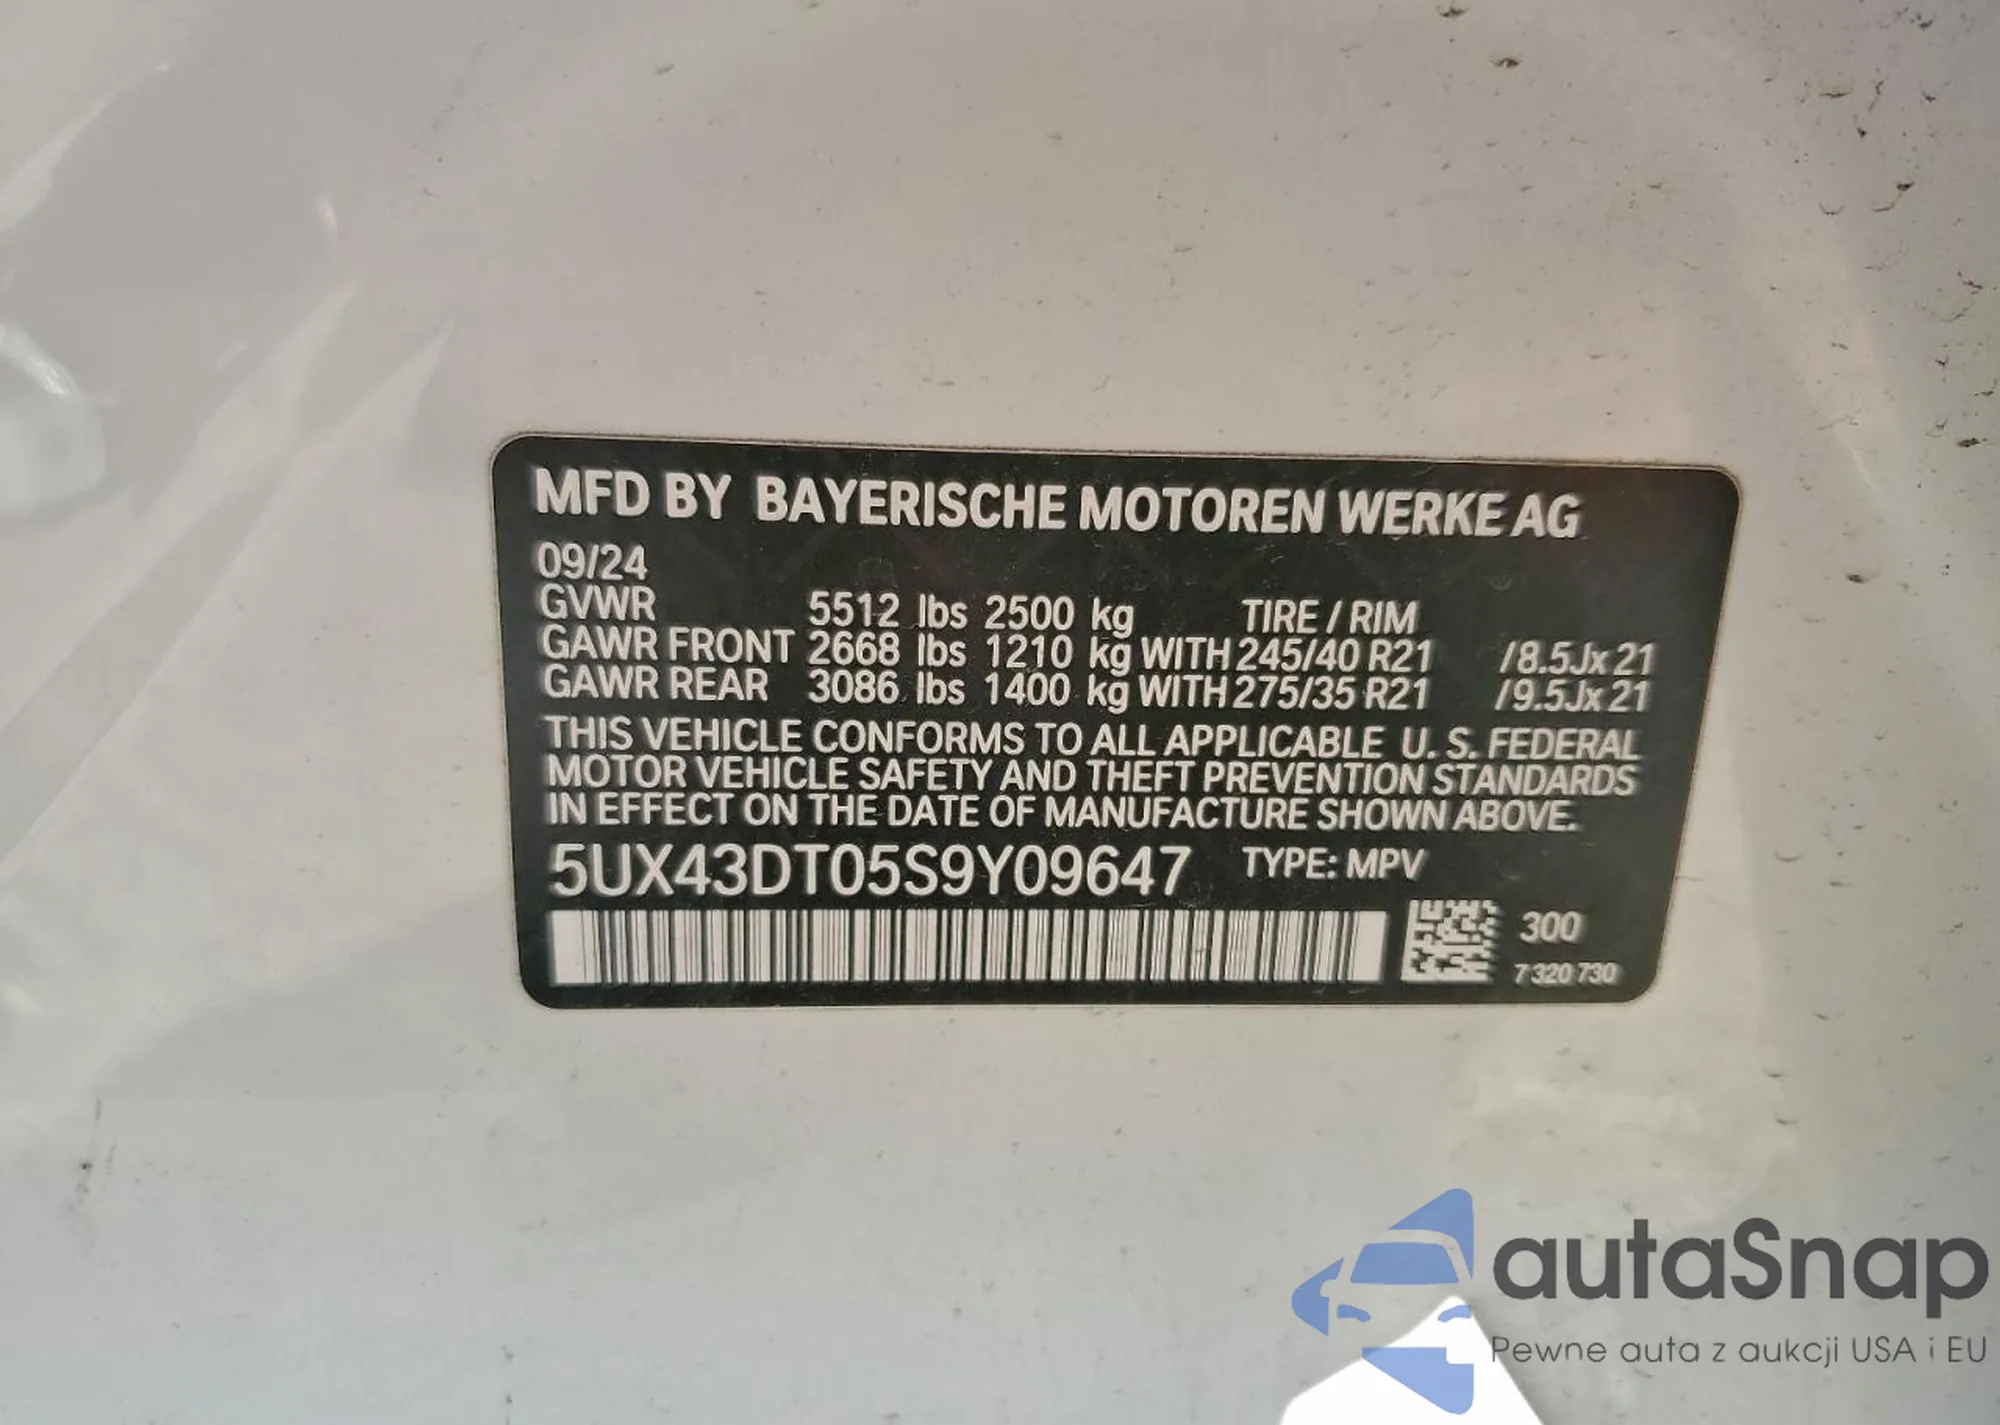 MFD BY BAYERISCHE MOTOREN WERKE AG
09/24
GVWR 5512 lbs 2500 kg TIRE / RIM
GAWR FRONT 2668 lbs 1210 kg WITH 245/40 R21 /8.5Jx21
GAWR REAR 3086 lbs 1400 kg WITH 275/35 R21 /9.5Jx21
THIS VEHICLE CONFORMS TO ALL APPLICABLE U. S. FEDERAL
MOTOR VEHICLE SAFETY AND THEFT PREVENTION STANDARDS
IN EFFECT ON THE DATE OF MANUFACTURE SHOWN ABOVE.
5UX43DT05S9Y09647 TYPE: MPV
300
7 320 730
autaSnap
Pewne auta z aukcji USA i EU